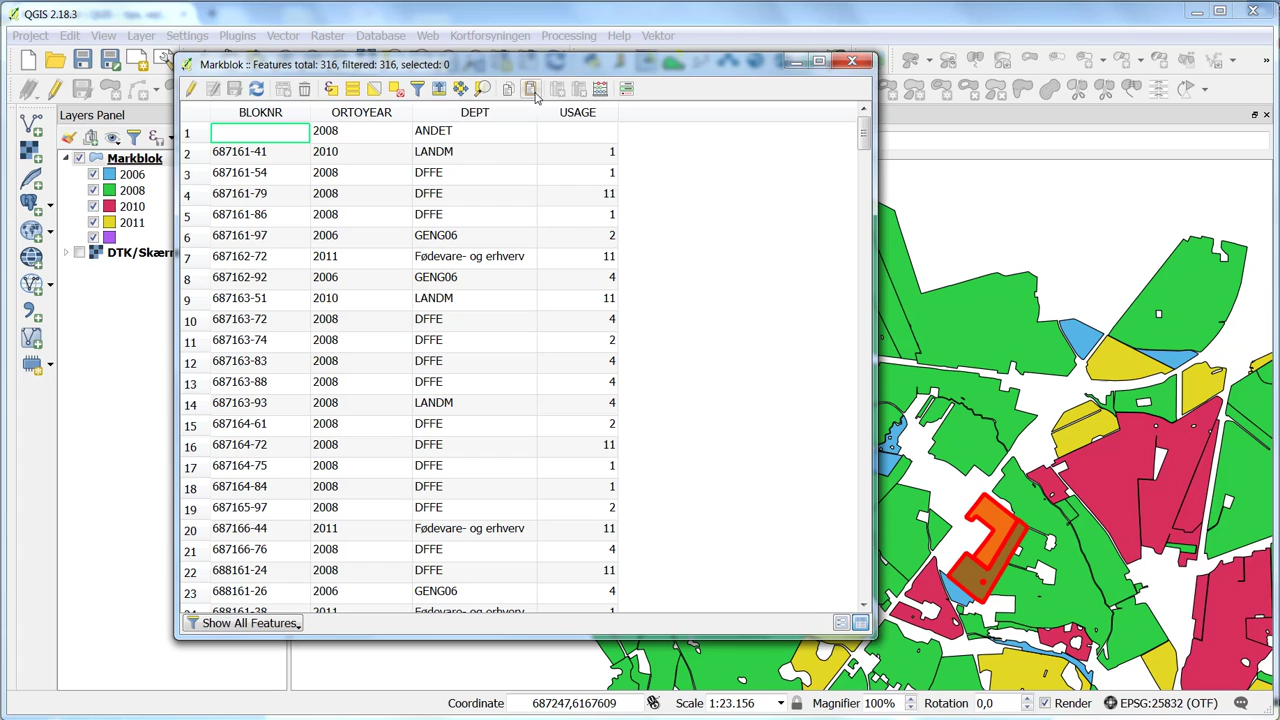 QGIS 2.18.3
Project Edit View Layer Settings Plugins Vector Raster Database Web Kortforsyningen Processing Help Vektor
Markblok :: Features total: 316, filtered: 316, selected: 0
Layers Panel
Markblok
2006
2008
2010
2011
DTK/Skærm
BLOKNR ORTOYEAR DEPT USAGE
1 2008 ANDET
2 687161-41 2010 LANDM 1
3 687161-54 2008 DFFE 1
4 687161-79 2008 DFFE 11
5 687161-86 2008 DFFE 1
6 687161-97 2006 GENG06 2
7 687162-72 2011 Fødevare- og erhverv 11
8 687162-92 2006 GENG06 4
9 687163-51 2010 LANDM 11
10 687163-72 2008 DFFE 4
11 687163-74 2008 DFFE 2
12 687163-83 2008 DFFE 4
13 687163-88 2008 DFFE 4
14 687163-93 2008 LANDM 4
15 687164-61 2008 DFFE 2
16 687164-72 2008 DFFE 11
17 687164-75 2008 DFFE 1
18 687164-84 2008 DFFE 1
19 687165-97 2008 DFFE 2
20 687166-44 2011 Fødevare- og erhverv 11
21 687166-76 2008 DFFE 4
22 688161-24 2008 DFFE 11
23 688161-26 2006 GENG06 4
24 688161-38 2011 Fødevare- og erhverv 1
Show All Features
Coordinate 687247,6167609 Scale 1:23.156 Magnifier 100% Rotation 0,0 Render EPSG:25832 (OTF)